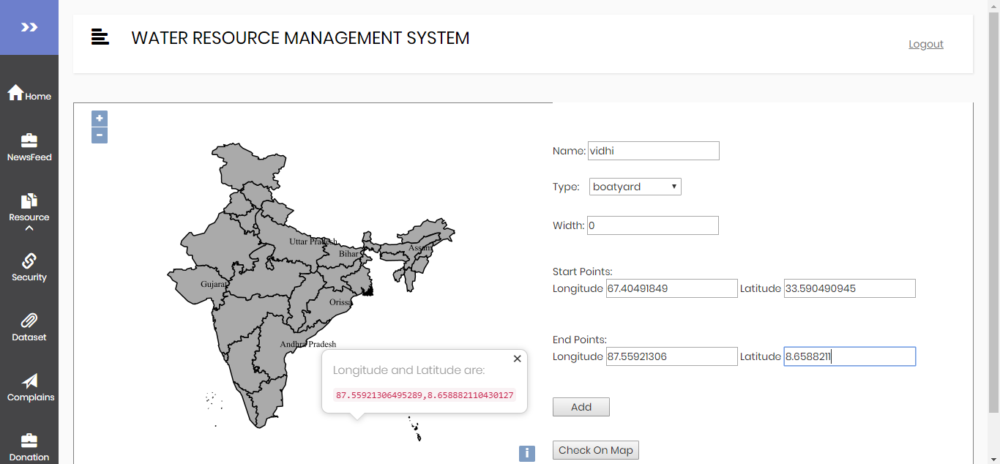 WATER RESOURCE MANAGEMENT SYSTEM
Logout
Home
NewsFeed
Resource
Security
Dataset
Complains
Donation
+
-
Uttar Pradesh
Bihar
Assam
Gujarat
Orissa
Andhra Pradesh
Longitude and Latitude are:
87.55921306495289,8.658882110430127
i
Name: vidhi
Type: boatyard
Width: 0
Start Points:
Longitude 67.40491849 Latitude 33.590490945
End Points:
Longitude 87.55921306 Latitude 8.6588211
Add
Check On Map